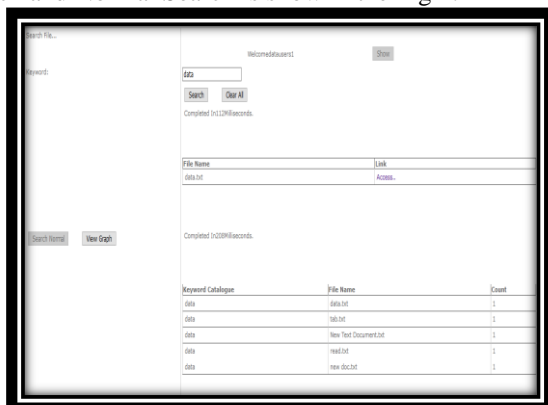 Search File...
Welcomedatausers1 Show
Keyword: data
Search Clear All
Completed In112Milliseconds.
File Name Link
data.txt Access..
Search Normal View Graph Completed In208Milliseconds.
Keyword Catalogue File Name Count
data data.txt 1
data tab.txt 1
data New Text Document.txt 1
data read.txt 1
data new doc.txt 1